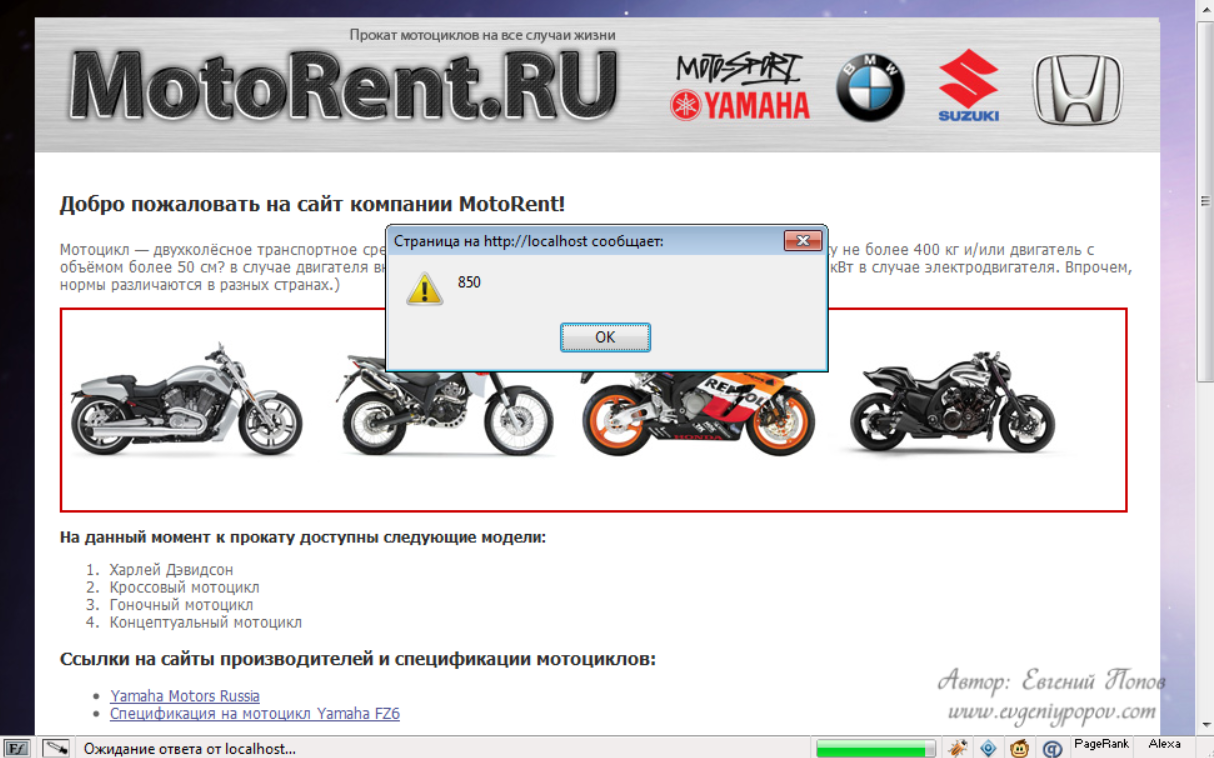 Прокат мотоциклов на все случаи жизни
MotoRent.RU
MOTOSPORT
YAMAHA
BMW
SUZUKI
Добро пожаловать на сайт компании MotoRent!
Мотоцикл — двухколёсное транспортное сре у не более 400 кг и/или двигатель с
объёмом более 50 см? в случае двигателя вн кВт в случае электродвигателя. Впрочем,
нормы различаются в разных странах.)
Страница на http://localhost сообщает:
850
OK
REPSOL
HONDA
На данный момент к прокату доступны следующие модели:
1. Харлей Дэвидсон
2. Кроссовый мотоцикл
3. Гоночный мотоцикл
4. Концептуальный мотоцикл
Ссылки на сайты производителей и спецификации мотоциклов:
• Yamaha Motors Russia
• Спецификация на мотоцикл Yamaha FZ6
Автор: Евгений Попов
www.evgeniypopov.com
Ожидание ответа от localhost...
PageRank
Alexa